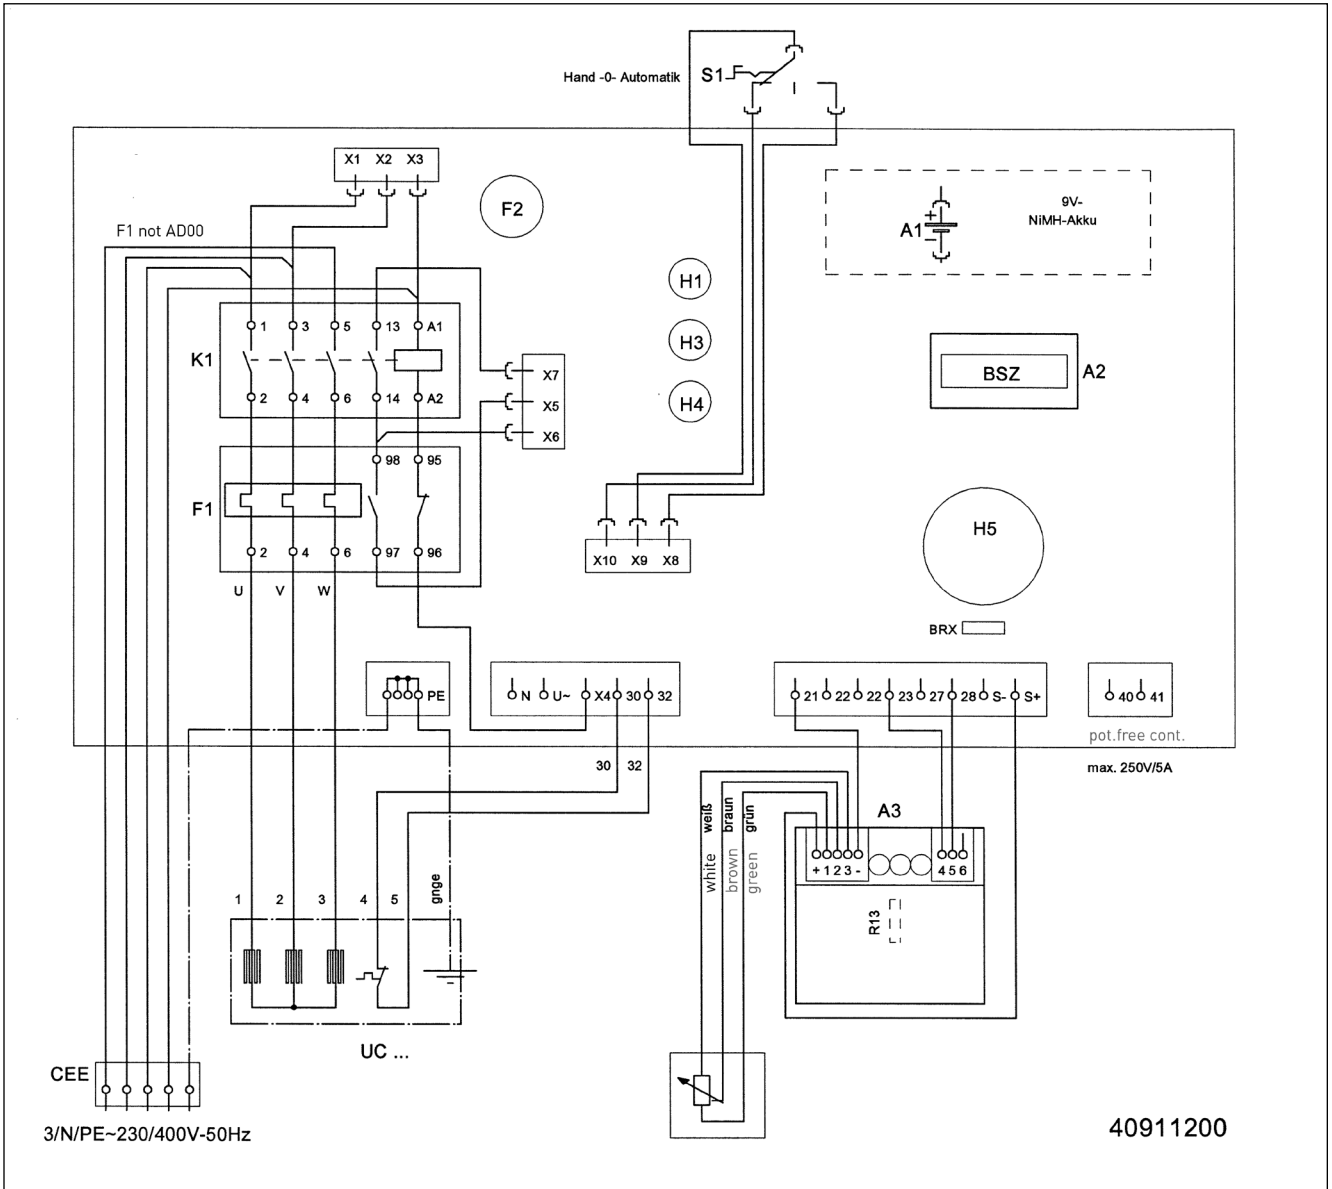 Hand -0- Automatik
S1
X1 X2 X3
F2
9V-
NiMH-Akku
A1
+
−
F1 not AD00
H1
H3
H4
1 3 5 13 A1
K1
2 4 6 14 A2
X7
X5
X6
BSZ
A2
98 95
F1
2 4 6 97 96
U V W
H5
X10 X9 X8
BRX
PE
N U~ X4 30 32
21 22 22 23 27 28 S- S+
40 41
pot.free cont.
max. 250V/5A
30 32
weiß
braun
grün
white
brown
green
A3
+ 1 2 3 -
4 5 6
R13
1 2 3 4 5 gnge
UC ...
CEE
3/N/PE~230/400V-50Hz
40911200